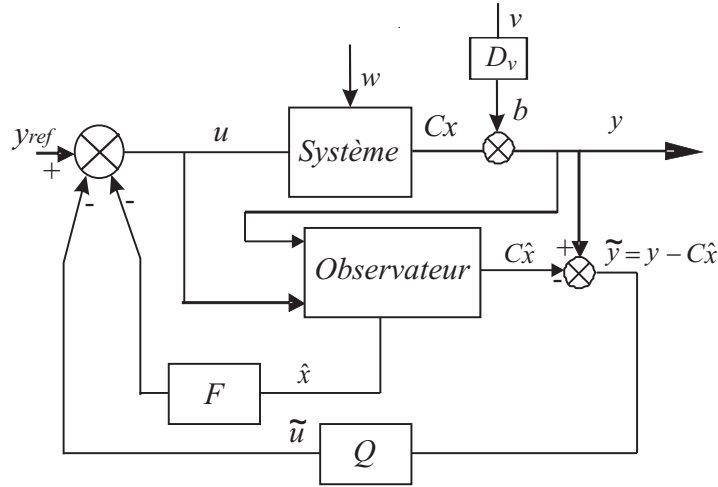 v
D_v
w
b
y_ref
+
u
Système
Cx
y
-
-
Observateur
Cx̂
+
-
ỹ = y – Cx̂
F
x̂
ũ
Q